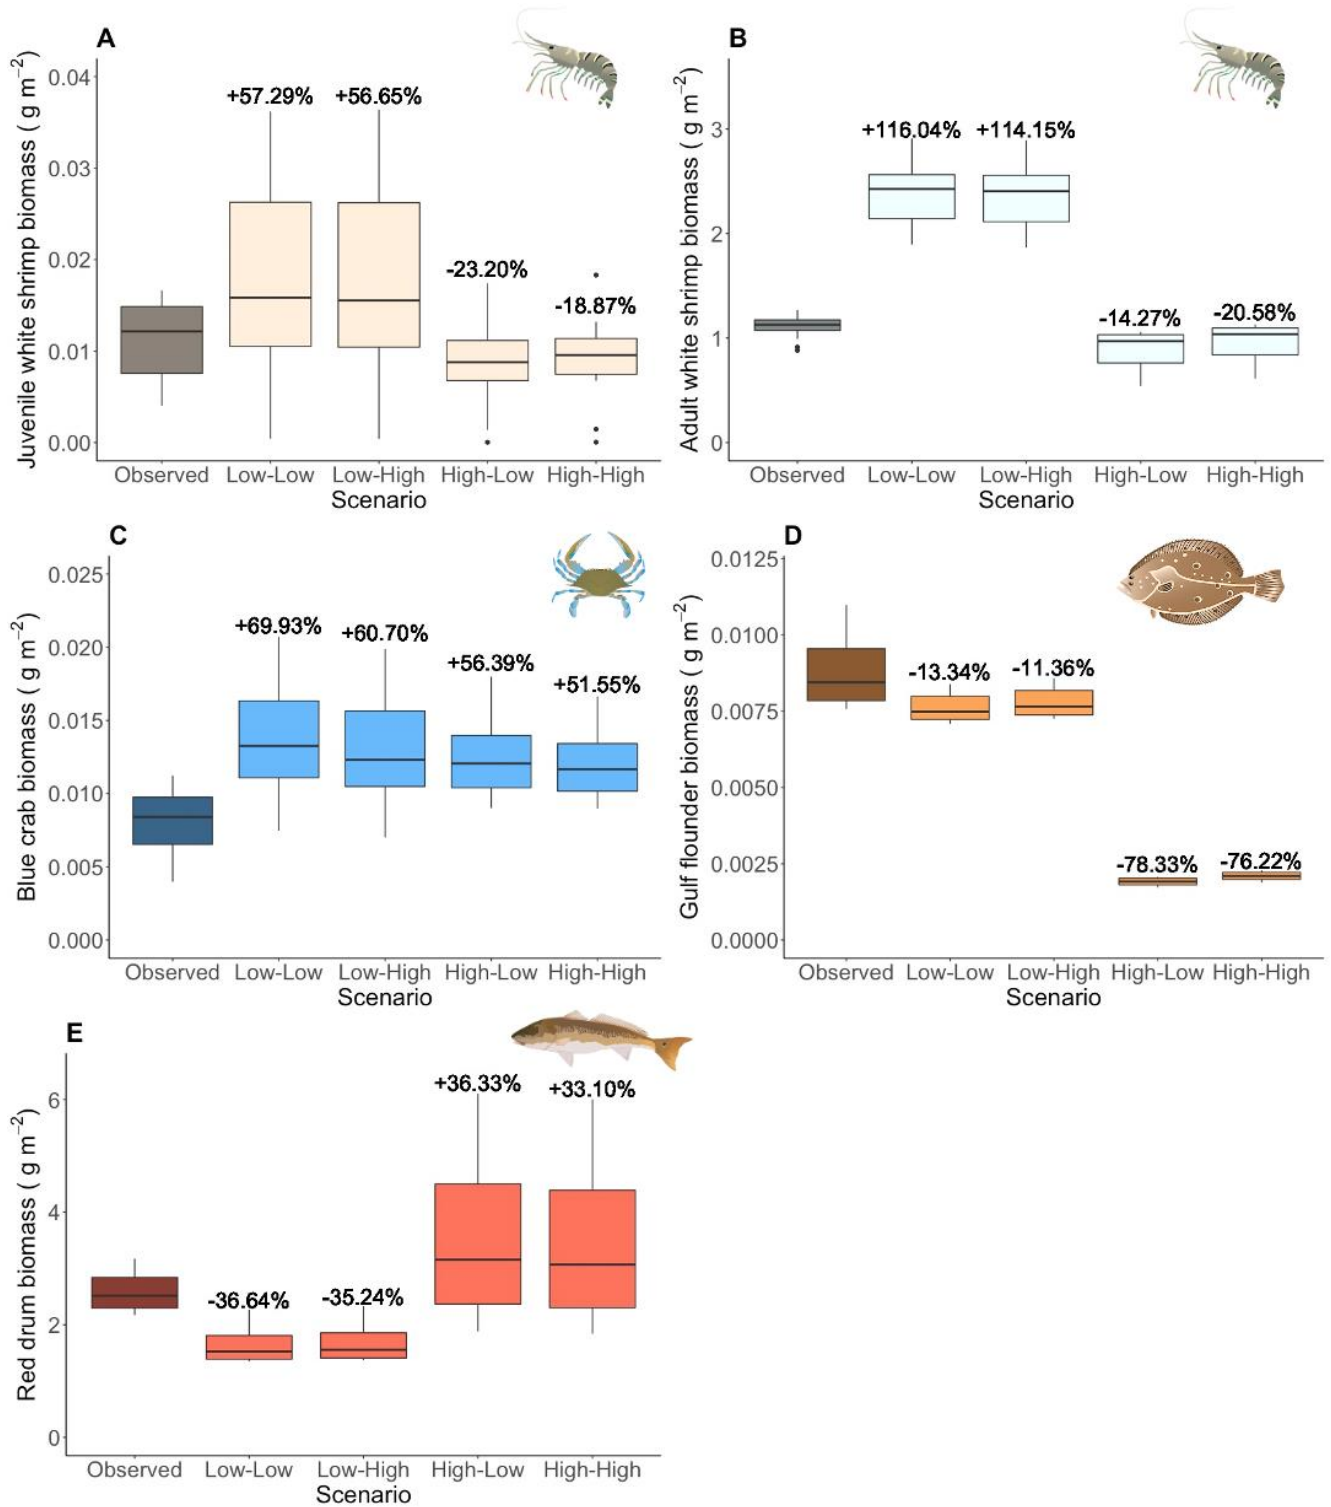 A
Juvenile white shrimp biomass ( g m⁻²)
0.04
0.03
0.02
0.01
0.00
+57.29%
+56.65%
-23.20%
-18.87%
Observed Low-Low Low-High High-Low High-High
Scenario
B
Adult white shrimp biomass ( g m⁻²)
3
2
1
0
+116.04%
+114.15%
-14.27%
-20.58%
Observed Low-Low Low-High High-Low High-High
Scenario
C
Blue crab biomass ( g m⁻²)
0.025
0.020
0.015
0.010
0.005
0.000
+69.93%
+60.70%
+56.39%
+51.55%
Observed Low-Low Low-High High-Low High-High
Scenario
D
Gulf flounder biomass ( g m⁻²)
0.0125
0.0100
0.0075
0.0050
0.0025
0.0000
-13.34%
-11.36%
-78.33%
-76.22%
Observed Low-Low Low-High High-Low High-High
Scenario
E
Red drum biomass ( g m⁻²)
6
4
2
0
-36.64%
-35.24%
+36.33%
+33.10%
Observed Low-Low Low-High High-Low High-High
Scenario